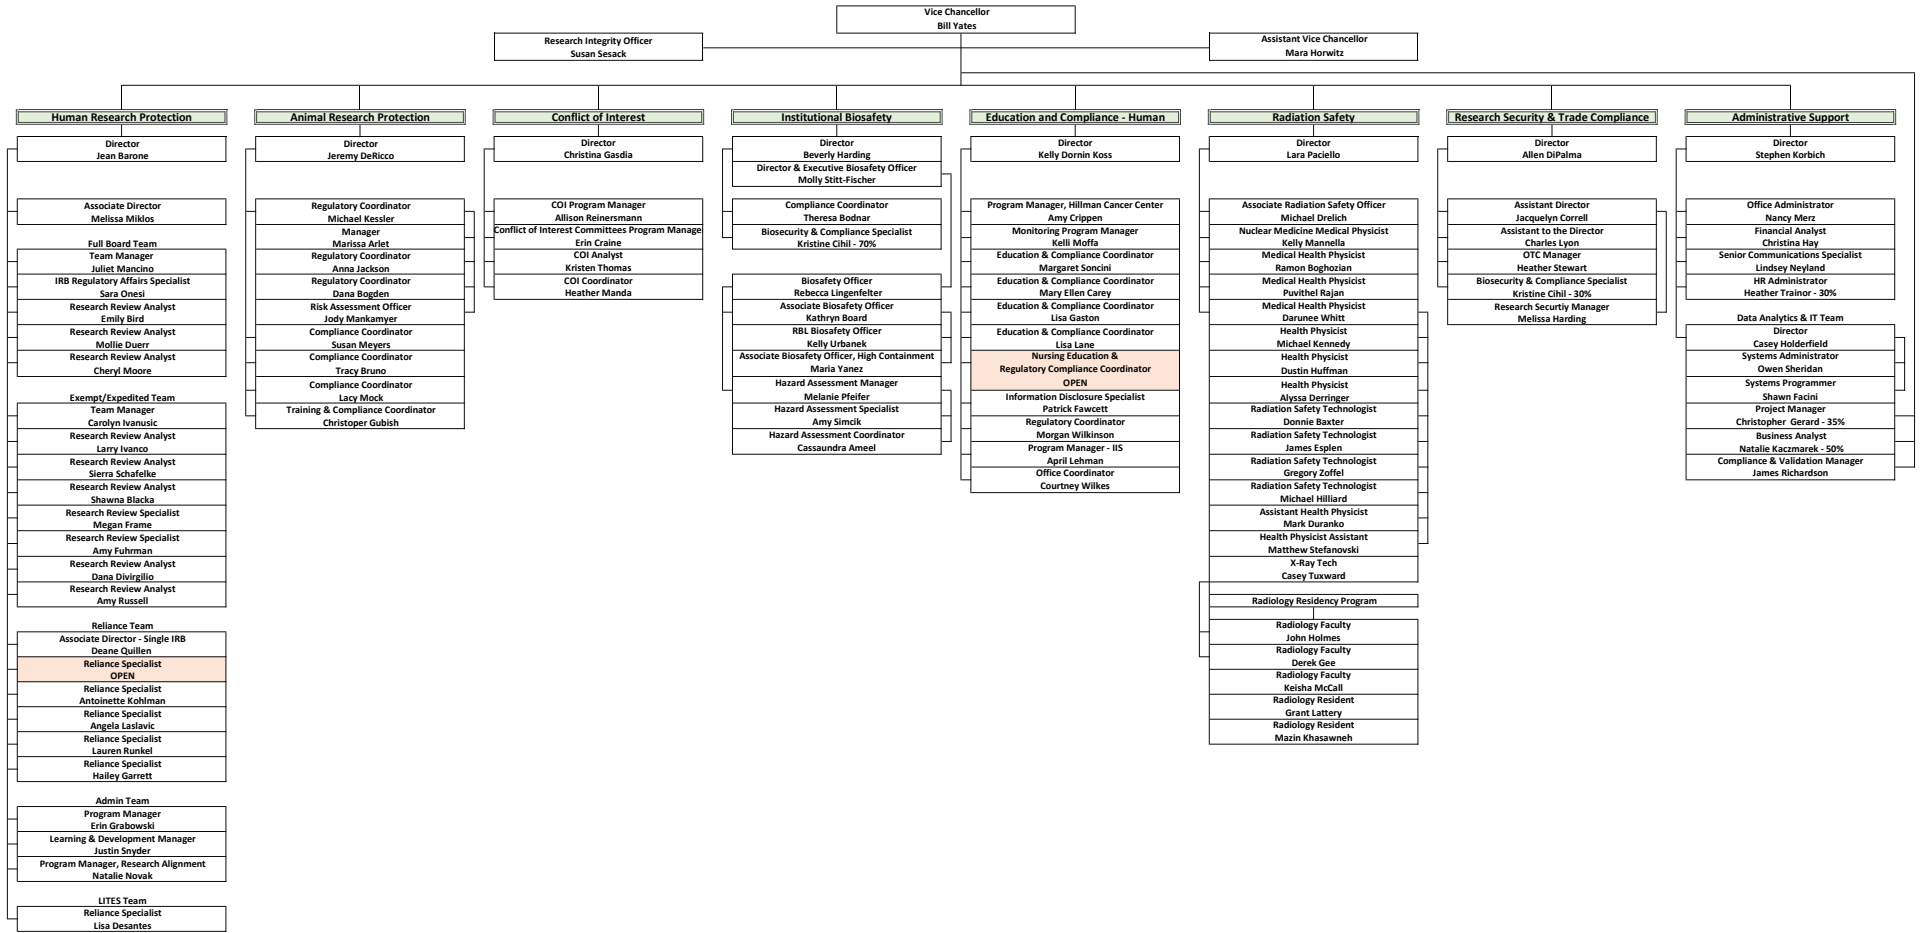 Vice Chancellor
Bill Yates
Research Integrity Officer
Susan Sesack
Assistant Vice Chancellor
Mara Horwitz
Human Research Protection
Director
Jean Barone
Associate Director
Melissa Miklos
Full Board Team
Team Manager
Juliet Mancino
IRB Regulatory Affairs Specialist
Sara Onesi
Research Review Analyst
Emily Bird
Research Review Analyst
Mollie Duerr
Research Review Analyst
Cheryl Moore
Exempt/Expedited Team
Team Manager
Carolyn Ivanusic
Research Review Analyst
Larry Ivanco
Research Review Analyst
Sierra Schafelke
Research Review Analyst
Shawna Blacka
Research Review Specialist
Megan Frame
Research Review Specialist
Amy Fuhrman
Research Review Analyst
Dana Divirgilio
Research Review Analyst
Amy Russell
Reliance Team
Associate Director - Single IRB
Deane Quillen
Reliance Specialist
OPEN
Reliance Specialist
Antoinette Kohlman
Reliance Specialist
Angela Laslavic
Reliance Specialist
Lauren Runkel
Reliance Specialist
Hailey Garrett
Admin Team
Program Manager
Erin Grabowski
Learning & Development Manager
Justin Snyder
Program Manager, Research Alignment
Natalie Novak
LITES Team
Reliance Specialist
Lisa Desantes
Animal Research Protection
Director
Jeremy DeRicco
Regulatory Coordinator
Michael Kessler
Manager
Marissa Arlet
Regulatory Coordinator
Anna Jackson
Regulatory Coordinator
Dana Bogden
Risk Assessment Officer
Jody Mankamyer
Compliance Coordinator
Susan Meyers
Compliance Coordinator
Tracy Bruno
Compliance Coordinator
Lacy Mock
Training & Compliance Coordinator
Christoper Gubish
Conflict of Interest
Director
Christina Gasdia
COI Program Manager
Allison Reinersmann
Conflict of Interest Committees Program Manage
Erin Craine
COI Analyst
Kristen Thomas
COI Coordinator
Heather Manda
Institutional Biosafety
Director
Beverly Harding
Director & Executive Biosafety Officer
Molly Stitt-Fischer
Compliance Coordinator
Theresa Bodnar
Biosecurity & Compliance Specialist
Kristine Cihil - 70%
Biosafety Officer
Rebecca Lingenfelter
Associate Biosafety Officer
Kathryn Board
RBL Biosafety Officer
Kelly Urbanek
Associate Biosafety Officer, High Containment
Maria Yanez
Hazard Assessment Manager
Melanie Pfeifer
Hazard Assessment Specialist
Amy Simcik
Hazard Assessment Coordinator
Cassaundra Ameel
Education and Compliance - Human
Director
Kelly Dornin Koss
Program Manager, Hillman Cancer Center
Amy Crippen
Monitoring Program Manager
Kelli Moffa
Education & Compliance Coordinator
Margaret Soncini
Education & Compliance Coordinator
Mary Ellen Carey
Education & Compliance Coordinator
Lisa Gaston
Education & Compliance Coordinator
Lisa Lane
Nursing Education &
Regulatory Compliance Coordinator
OPEN
Information Disclosure Specialist
Patrick Fawcett
Regulatory Coordinator
Morgan Wilkinson
Program Manager - IIS
April Lehman
Office Coordinator
Courtney Wilkes
Radiation Safety
Director
Lara Paciello
Associate Radiation Safety Officer
Michael Drelich
Nuclear Medicine Medical Physicist
Kelly Mannella
Medical Health Physicist
Ramon Boghozian
Medical Health Physicist
Puvithel Rajan
Medical Health Physicist
Darunee Whitt
Health Physicist
Michael Kennedy
Health Physicist
Dustin Huffman
Health Physicist
Alyssa Derringer
Radiation Safety Technologist
Donnie Baxter
Radiation Safety Technologist
James Esplen
Radiation Safety Technologist
Gregory Zoffel
Radiation Safety Technologist
Michael Hilliard
Assistant Health Physicist
Mark Duranko
Health Physicist Assistant
Matthew Stefanovski
X-Ray Tech
Casey Tuxward
Radiology Residency Program
Radiology Faculty
John Holmes
Radiology Faculty
Derek Gee
Radiology Faculty
Keisha McCall
Radiology Resident
Grant Lattery
Radiology Resident
Mazin Khasawneh
Research Security & Trade Compliance
Director
Allen DiPalma
Assistant Director
Jacquelyn Correll
Assistant to the Director
Charles Lyon
OTC Manager
Heather Stewart
Biosecurity & Compliance Specialist
Kristine Cihil - 30%
Research Securtiy Manager
Melissa Harding
Administrative Support
Director
Stephen Korbich
Office Administrator
Nancy Merz
Financial Analyst
Christina Hay
Senior Communications Specialist
Lindsey Neyland
HR Administrator
Heather Trainor - 30%
Data Analytics & IT Team
Director
Casey Holderfield
Systems Administrator
Owen Sheridan
Systems Programmer
Shawn Facini
Project Manager
Christopher Gerard - 35%
Business Analyst
Natalie Kaczmarek - 50%
Compliance & Validation Manager
James Richardson